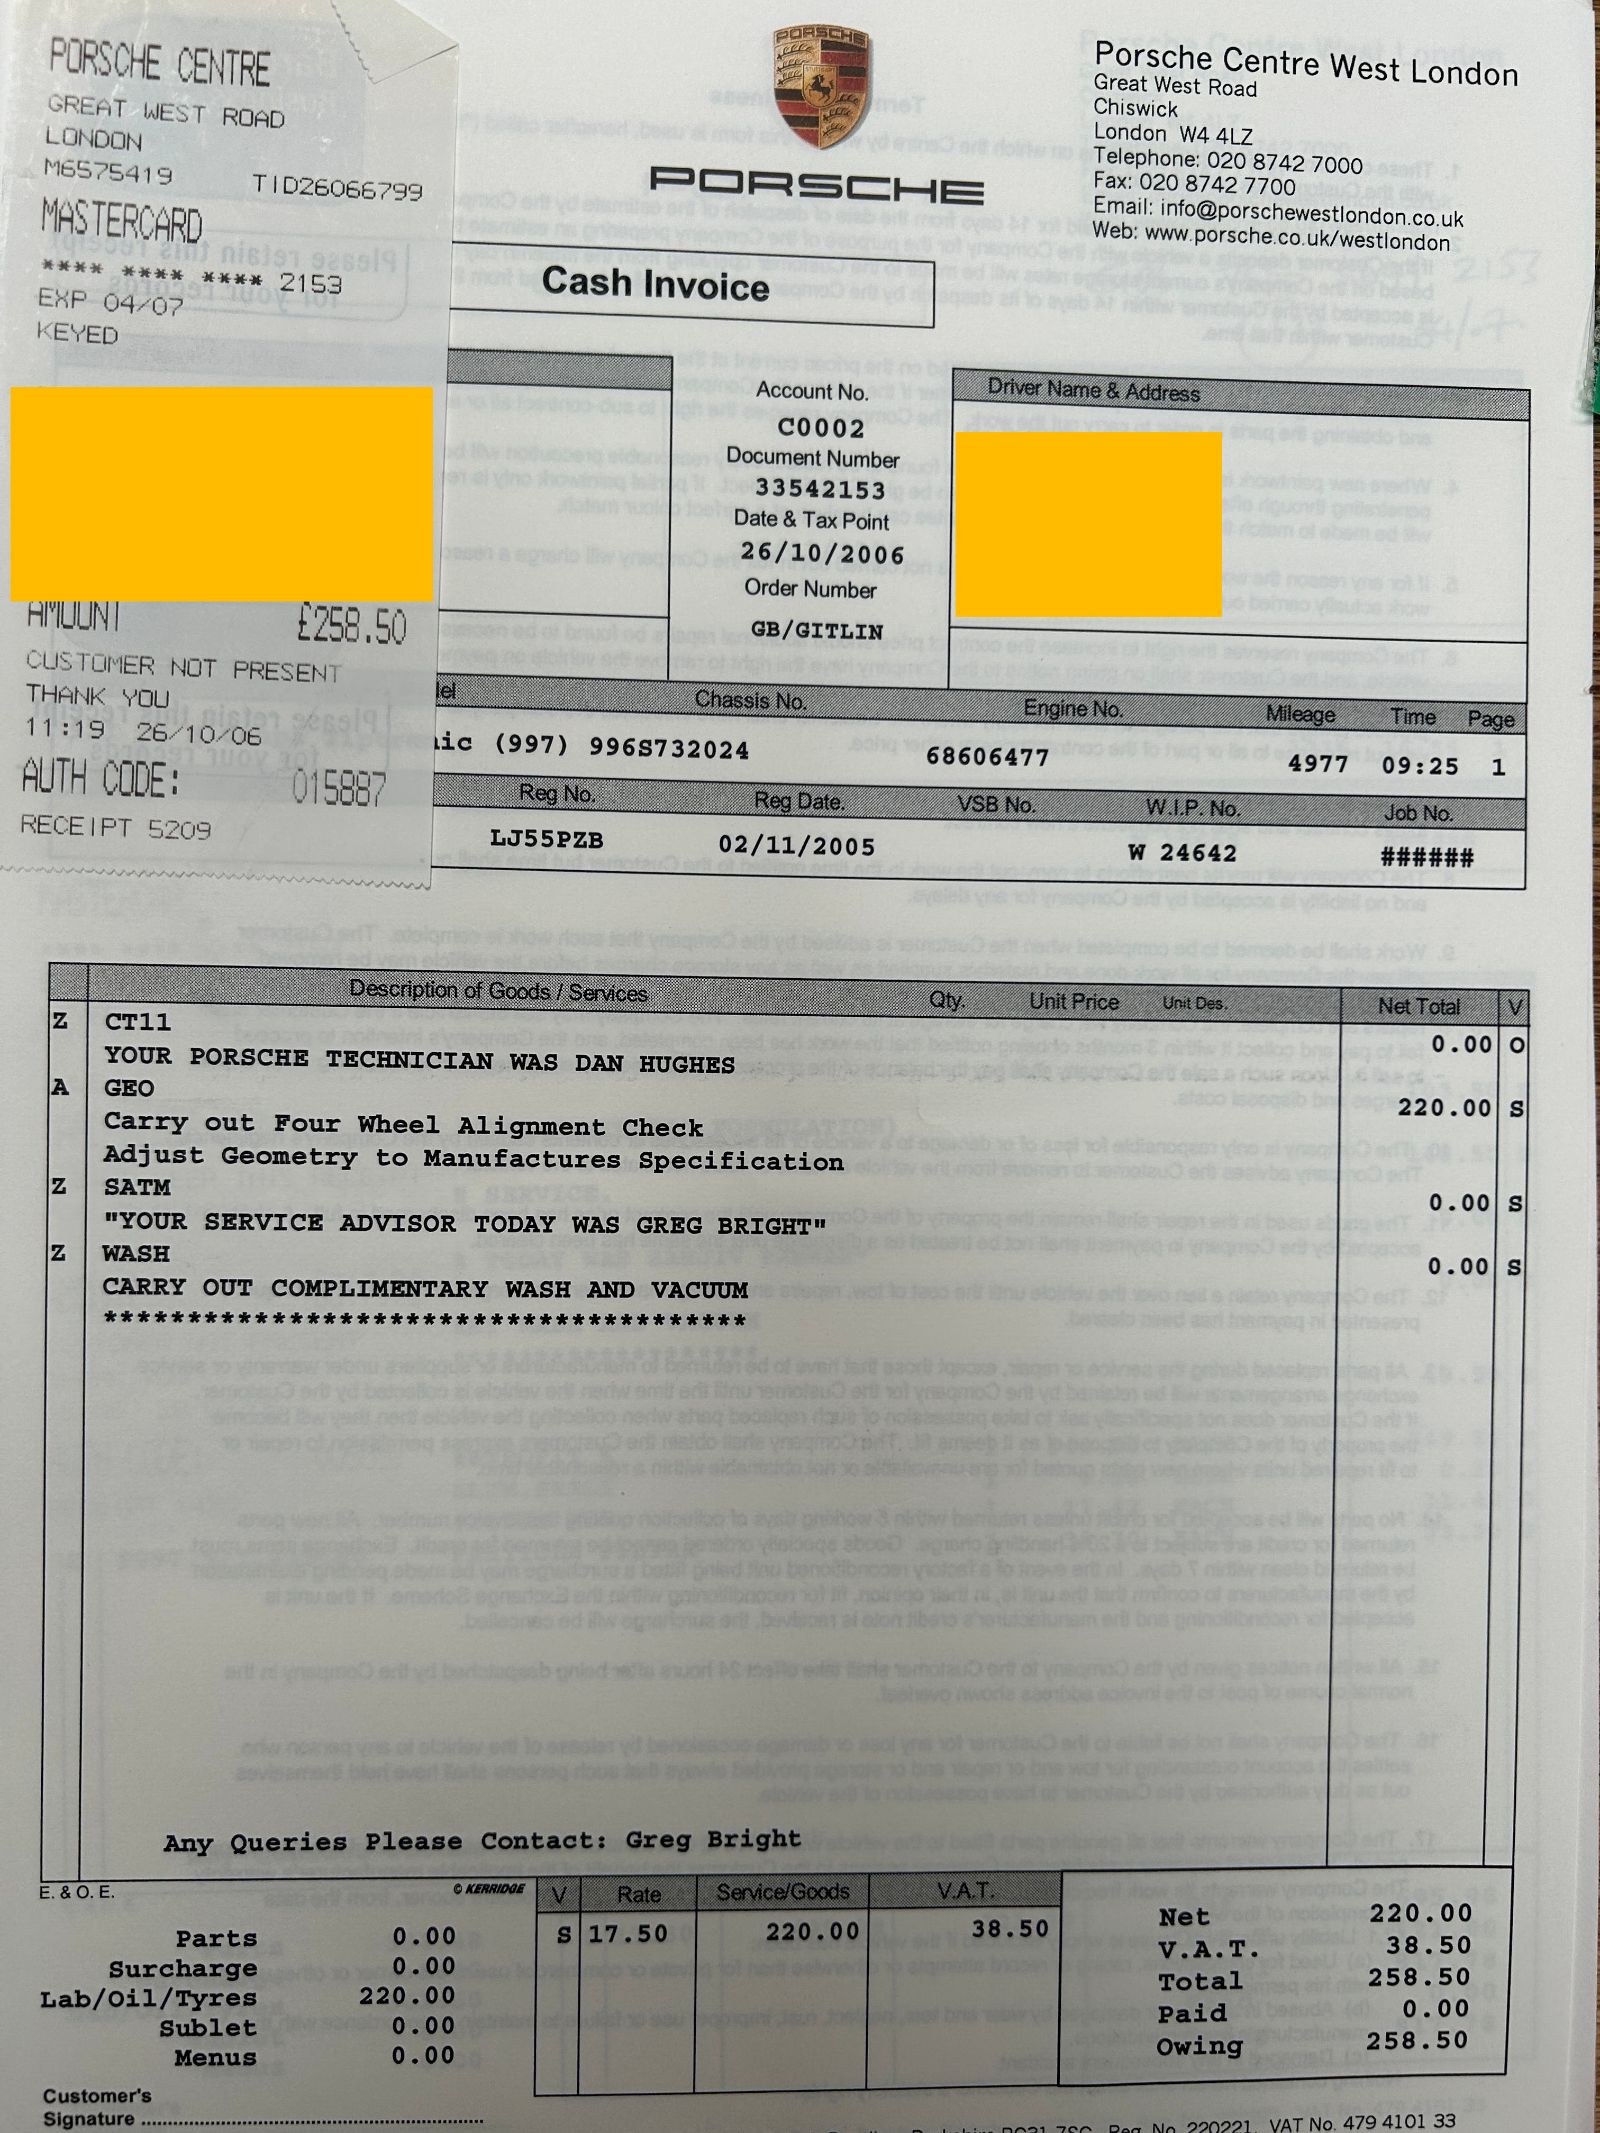 PORSCHE CENTRE
GREAT WEST ROAD
LONDON
M6575419 TID26066799
MASTERCARD
**** **** **** 2153
EXP 04/07
KEYED
AMOUNT £258.50
CUSTOMER NOT PRESENT
THANK YOU
11:19 26/10/06
AUTH CODE: 015887
RECEIPT 5209
PORSCHE
PORSCHE
Porsche Centre West London
Great West Road
Chiswick
London W4 4LZ
Telephone: 020 8742 7000
Fax: 020 8742 7700
Email: info@porschewestlondon.co.uk
Web: www.porsche.co.uk/westlondon
Cash Invoice
Account No.
C0002
Document Number
33542153
Date & Tax Point
26/10/2006
Order Number
GB/GITLIN
Driver Name & Address
Chassis No. Engine No. Mileage Time Page
(997) 996S732024 68606477 4977 09:25 1
Reg No. Reg Date. VSB No. W.I.P. No. Job No.
LJ55PZB 02/11/2005 W 24642 ######
Description of Goods / Services Qty. Unit Price Unit Des. Net Total V
Z CT11 0.00 O
YOUR PORSCHE TECHNICIAN WAS DAN HUGHES
A GEO 220.00 S
Carry out Four Wheel Alignment Check
Adjust Geometry to Manufactures Specification
Z SATM 0.00 S
"YOUR SERVICE ADVISOR TODAY WAS GREG BRIGHT"
Z WASH 0.00 S
CARRY OUT COMPLIMENTARY WASH AND VACUUM
****************************************
Any Queries Please Contact: Greg Bright
E. & O. E. © KERRIDGE
V Rate Service/Goods V.A.T.
S 17.50 220.00 38.50
Parts 0.00
Surcharge 0.00
Lab/Oil/Tyres 220.00
Sublet 0.00
Menus 0.00
Net 220.00
V.A.T. 38.50
Total 258.50
Paid 0.00
Owing 258.50
Customer's
Signature
Reg. No. 220221. VAT No. 479 4101 33